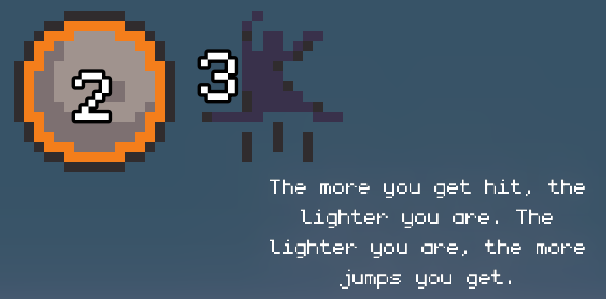 2
3
The more you get hit, the
lighter you are. The
lighter you are, the more
jumps you get.